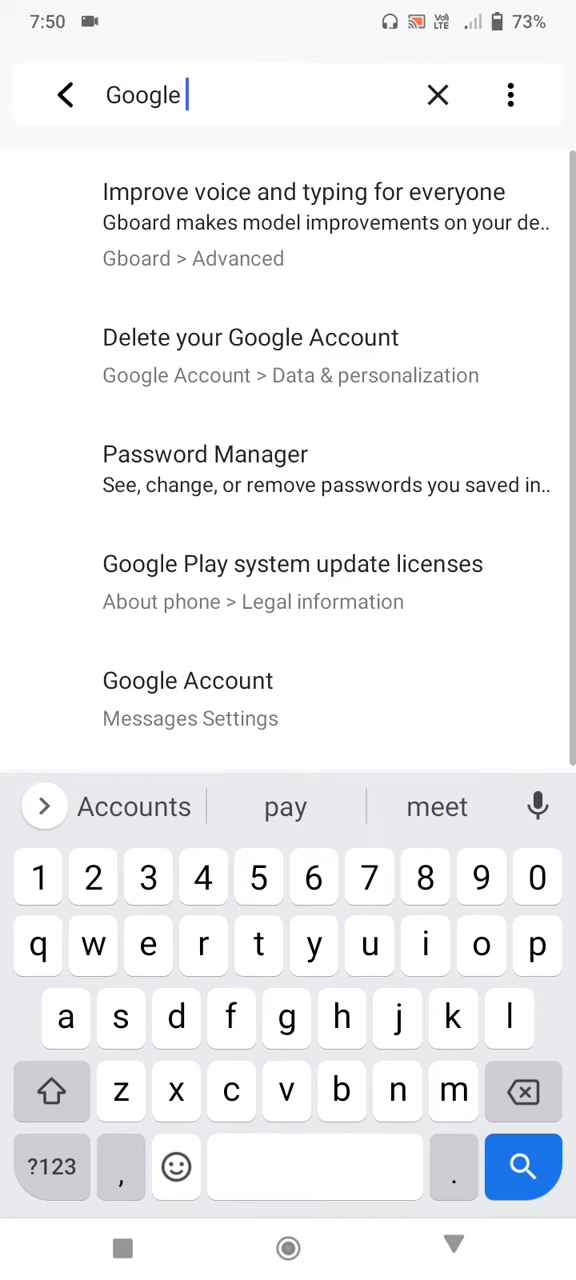 7:50 Vo) LTE 73%
Google
Improve voice and typing for everyone
Gboard makes model improvements on your de..
Gboard > Advanced
Delete your Google Account
Google Account > Data & personalization
Password Manager
See, change, or remove passwords you saved in..
Google Play system update licenses
About phone > Legal information
Google Account
Messages Settings
Accounts pay meet
1 2 3 4 5 6 7 8 9 0
q w e r t y u i o p
a s d f g h j k l
z x c v b n m
?123 , .